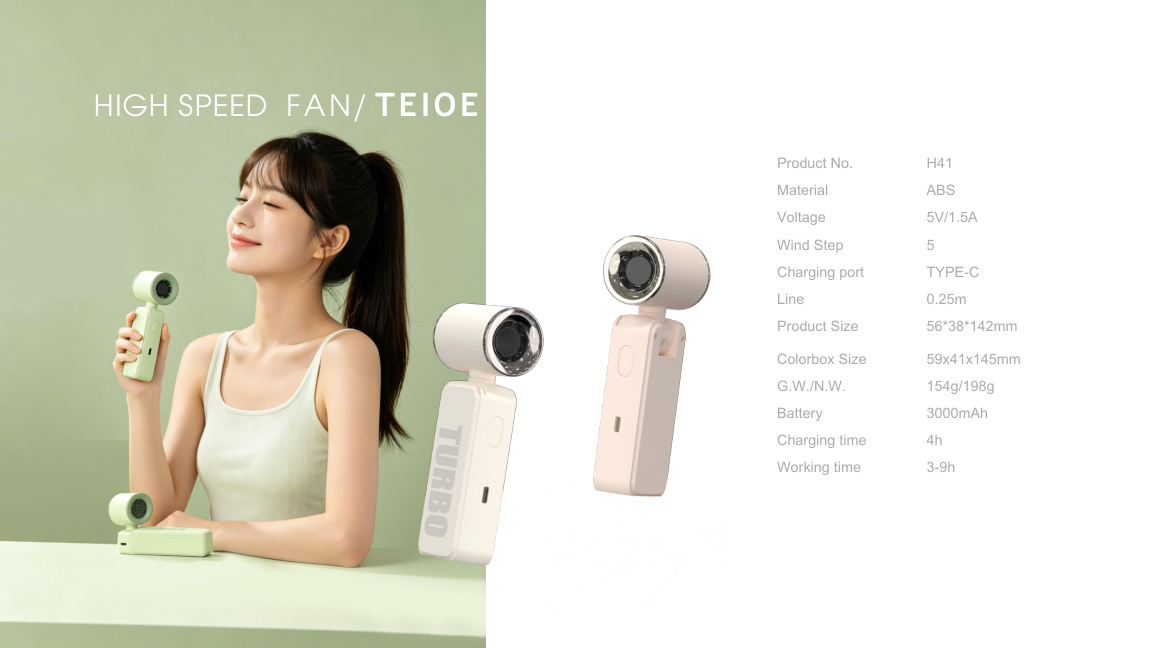 HIGH SPEED FAN/ TEIOE
TURBO
Product No. H41
Material ABS
Voltage 5V/1.5A
Wind Step 5
Charging port TYPE-C
Line 0.25m
Product Size 56*38*142mm
Colorbox Size 59x41x145mm
G.W./N.W. 154g/198g
Battery 3000mAh
Charging time 4h
Working time 3-9h